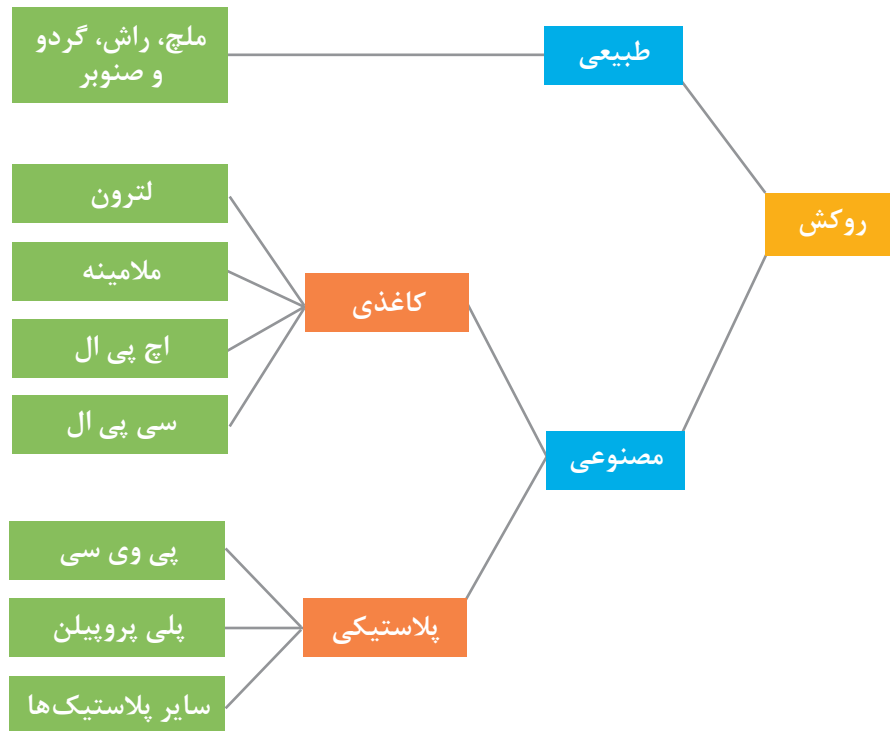 روکش
طبیعی
ملچ، راش، گردو
و صنوبر
مصنوعی
کاغذی
لترون
ملامینه
اچ پی ال
سی پی ال
پلاستیکی
پی وی سی
پلی پروپیلن
سایر پلاستیک‌ها